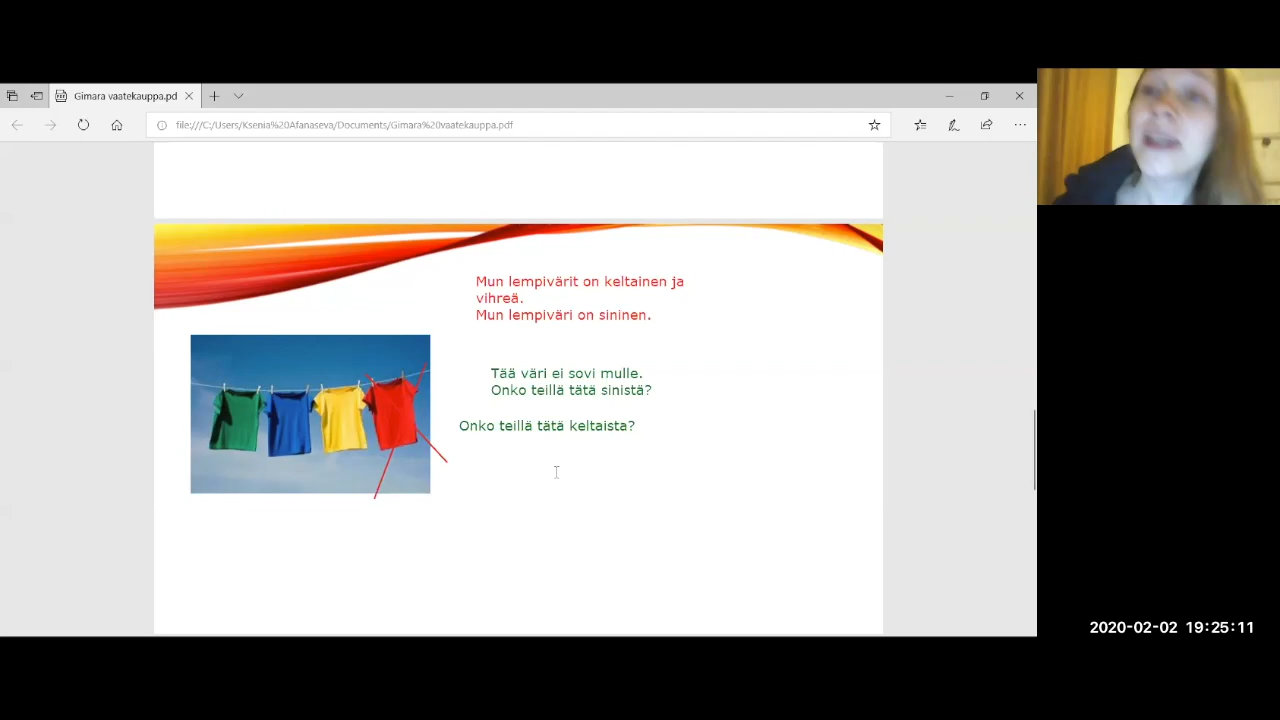 Gimara vaatekauppa.pd
file:///C:/Users/Ksenia%20Afanaseva/Documents/Gimara%20vaatekauppa.pdf
Mun lempivärit on keltainen ja
vihreä.
Mun lempiväri on sininen.
Tää väri ei sovi mulle.
Onko teillä tätä sinistä?
Onko teillä tätä keltaista?
2020-02-02 19:25:11